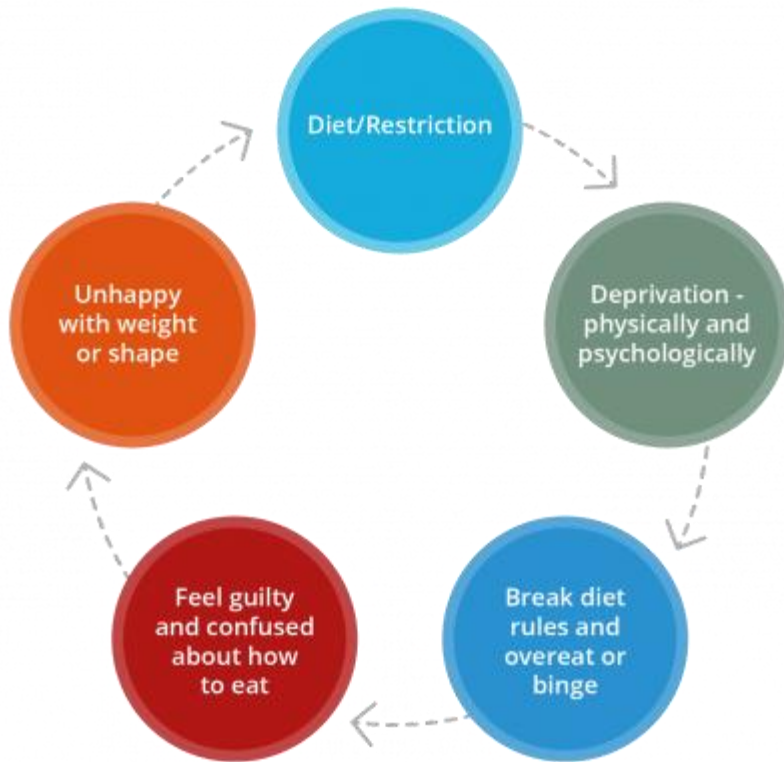 Diet/Restriction
Deprivation -
physically and
psychologically
Break diet
rules and
overeat or
binge
Feel guilty
and confused
about how
to eat
Unhappy
with weight
or shape